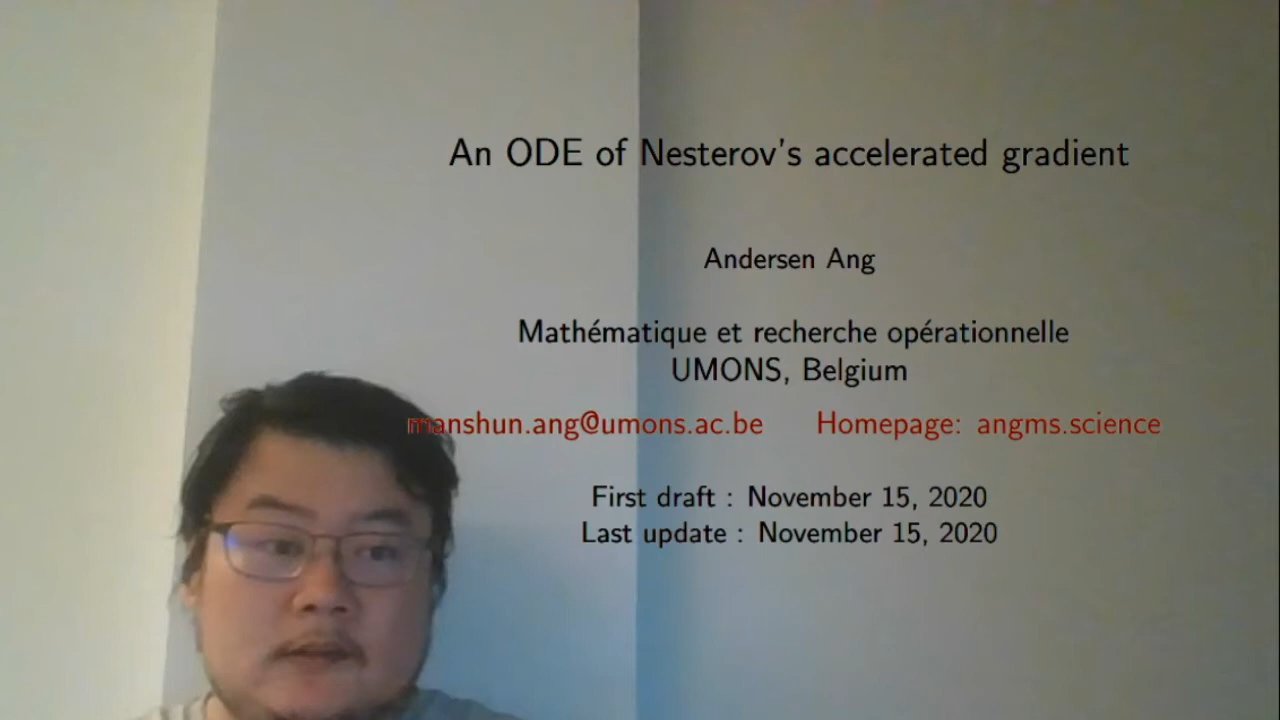 An ODE of Nesterov's accelerated gradient
Andersen Ang
Mathématique et recherche opérationnelle
UMONS, Belgium
manshun.ang@umons.ac.be Homepage: angms.science
First draft : November 15, 2020
Last update : November 15, 2020